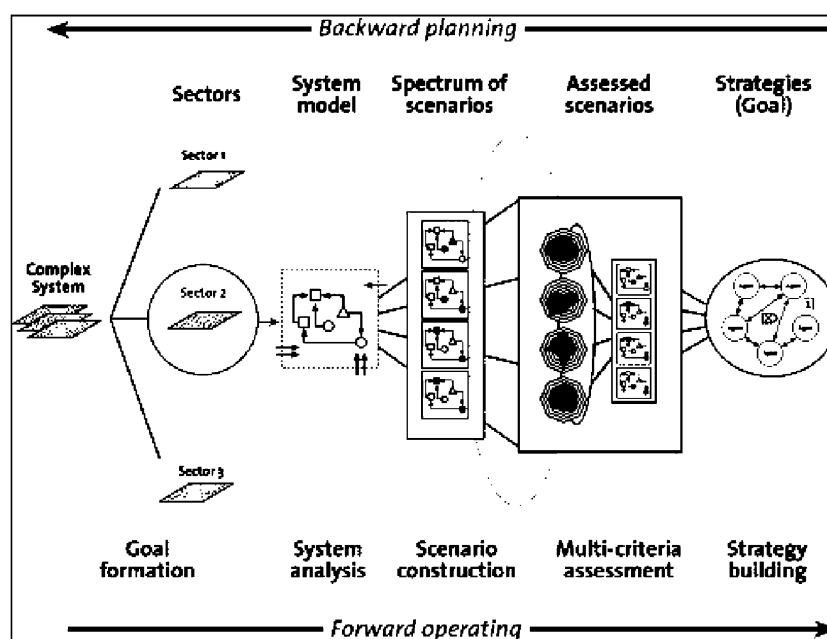 Backward planning
Sectors
System
model
Spectrum of
scenarios
Assessed
scenarios
Strategies
(Goal)
Sector 1
Complex
System
Sector 2
Sector 3
Goal
formation
System
analysis
Scenario
construction
Multi-criteria
assessment
Strategy
building
Forward operating